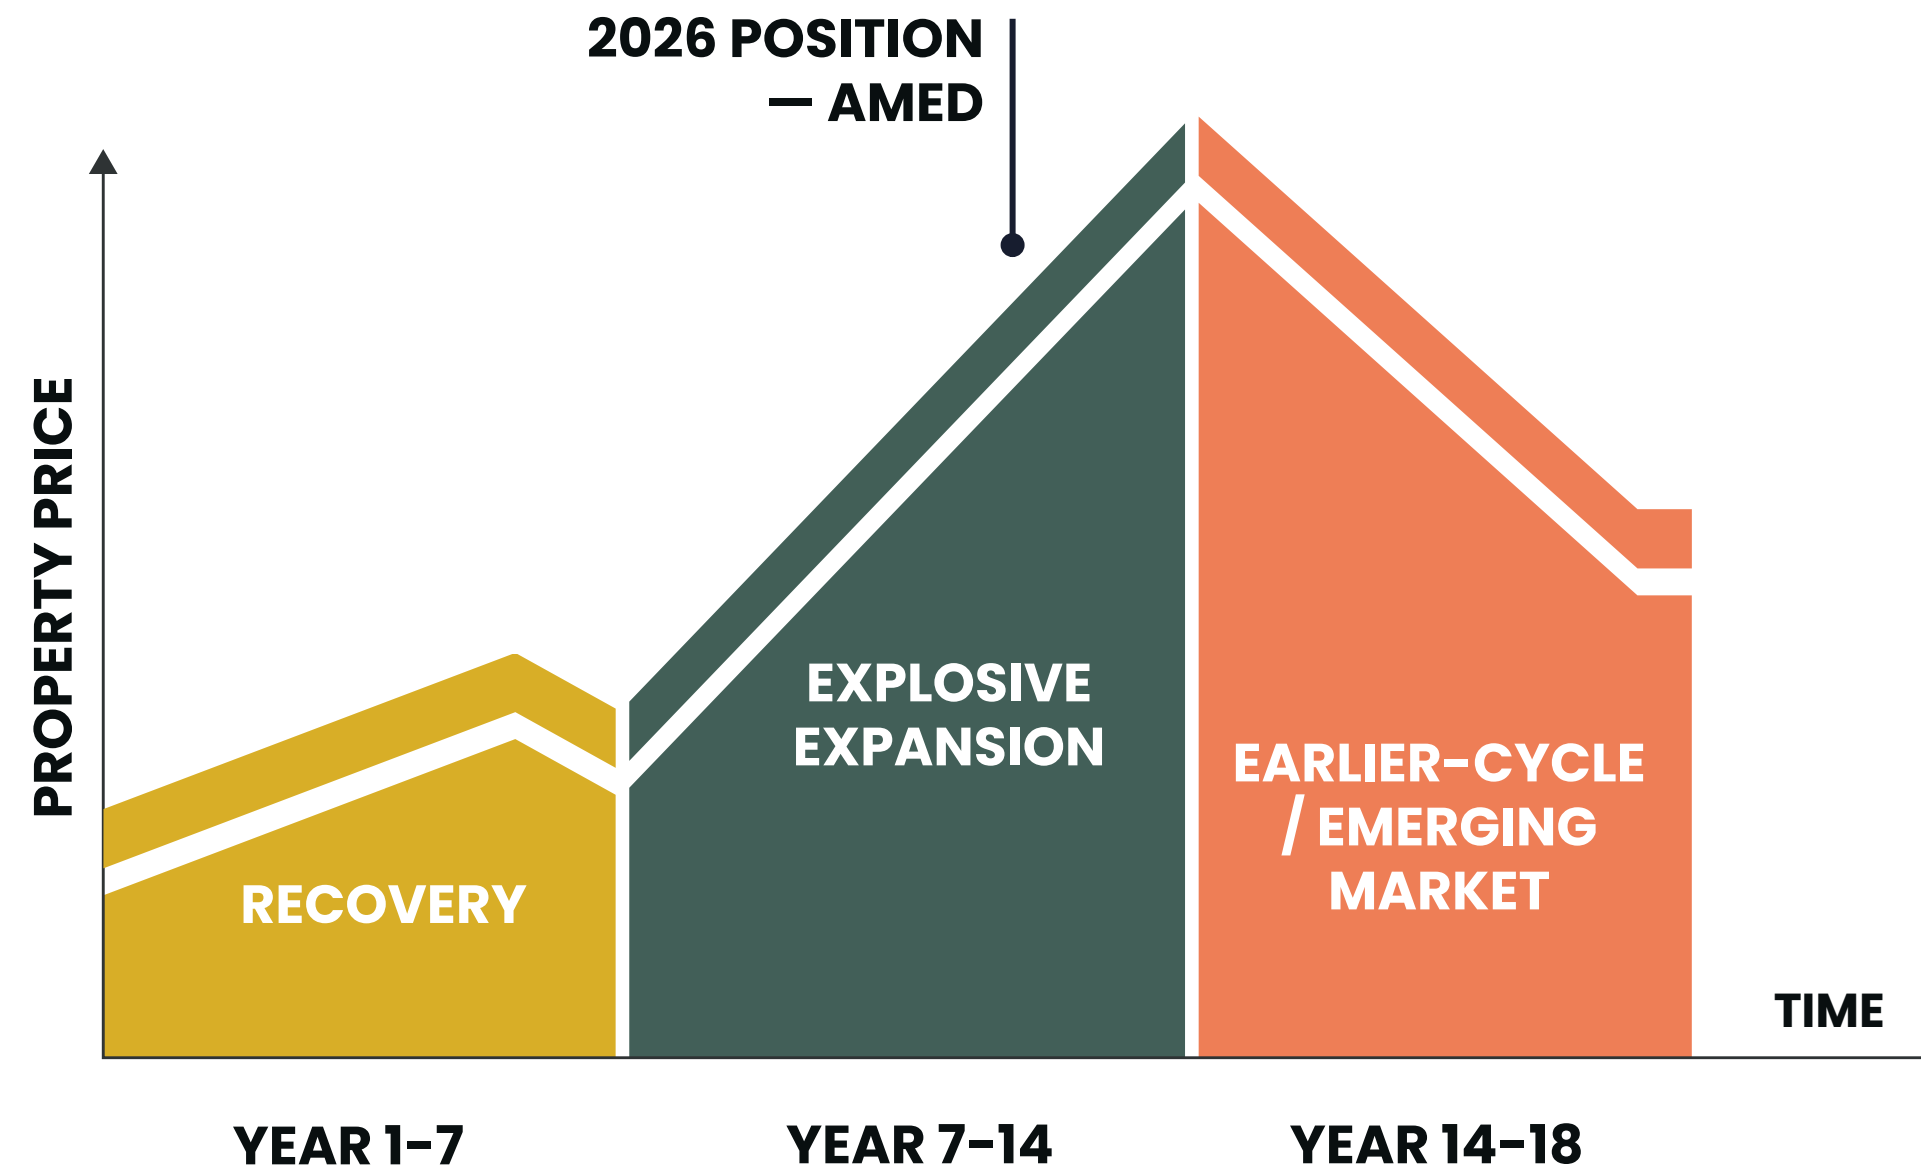 2026 POSITION
— AMED
PROPERTY PRICE
EXPLOSIVE
EXPANSION
EARLIER-CYCLE
/ EMERGING
MARKET
RECOVERY
TIME
YEAR 1-7
YEAR 7-14
YEAR 14-18